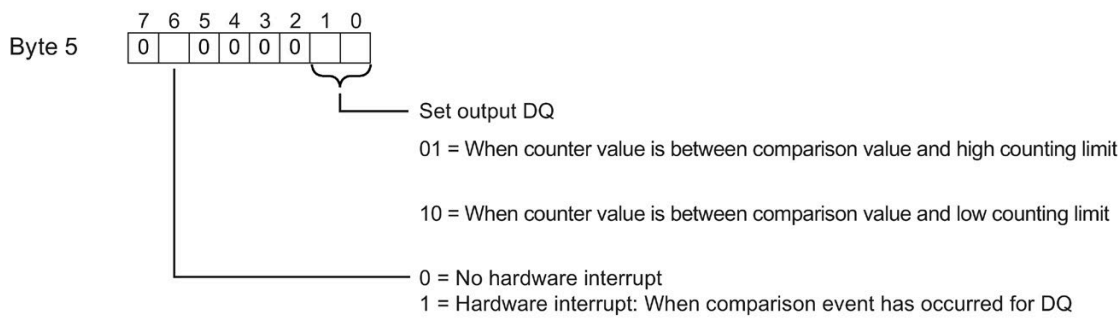 7 6 5 4 3 2 1 0
Byte 5 0 0 0 0 0
Set output DQ
01 = When counter value is between comparison value and high counting limit
10 = When counter value is between comparison value and low counting limit
0 = No hardware interrupt
1 = Hardware interrupt: When comparison event has occurred for DQ